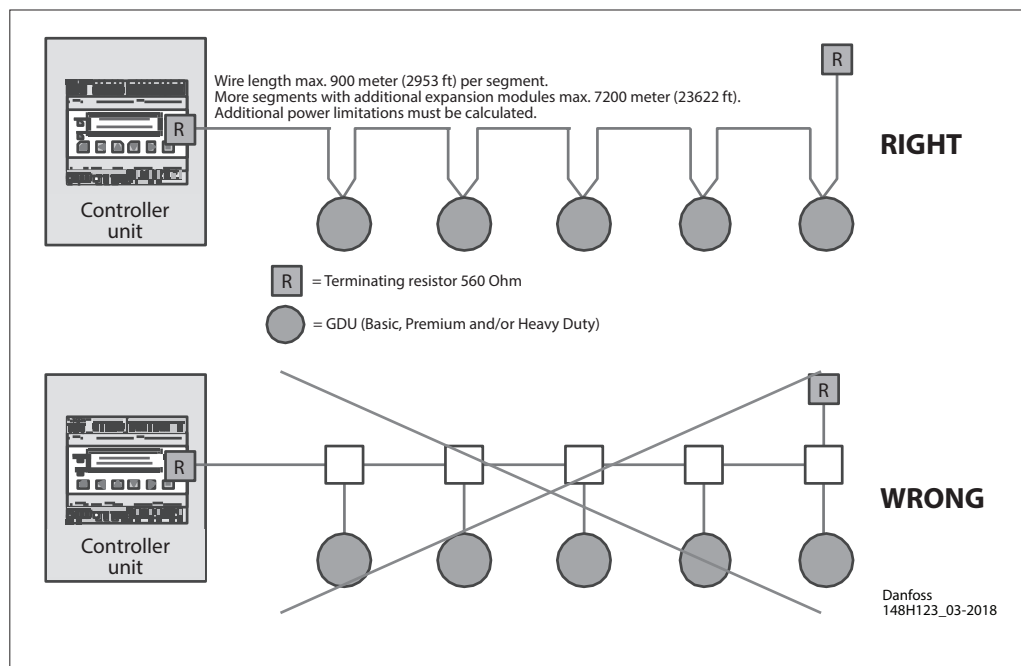 Wire length max. 900 meter (2953 ft) per segment.
More segments with additional expansion modules max. 7200 meter (23622 ft).
Additional power limitations must be calculated.
R
R
RIGHT
Controller
unit
R = Terminating resistor 560 Ohm
= GDU (Basic, Premium and/or Heavy Duty)
R
R
WRONG
Controller
unit
Danfoss
148H123_03-2018